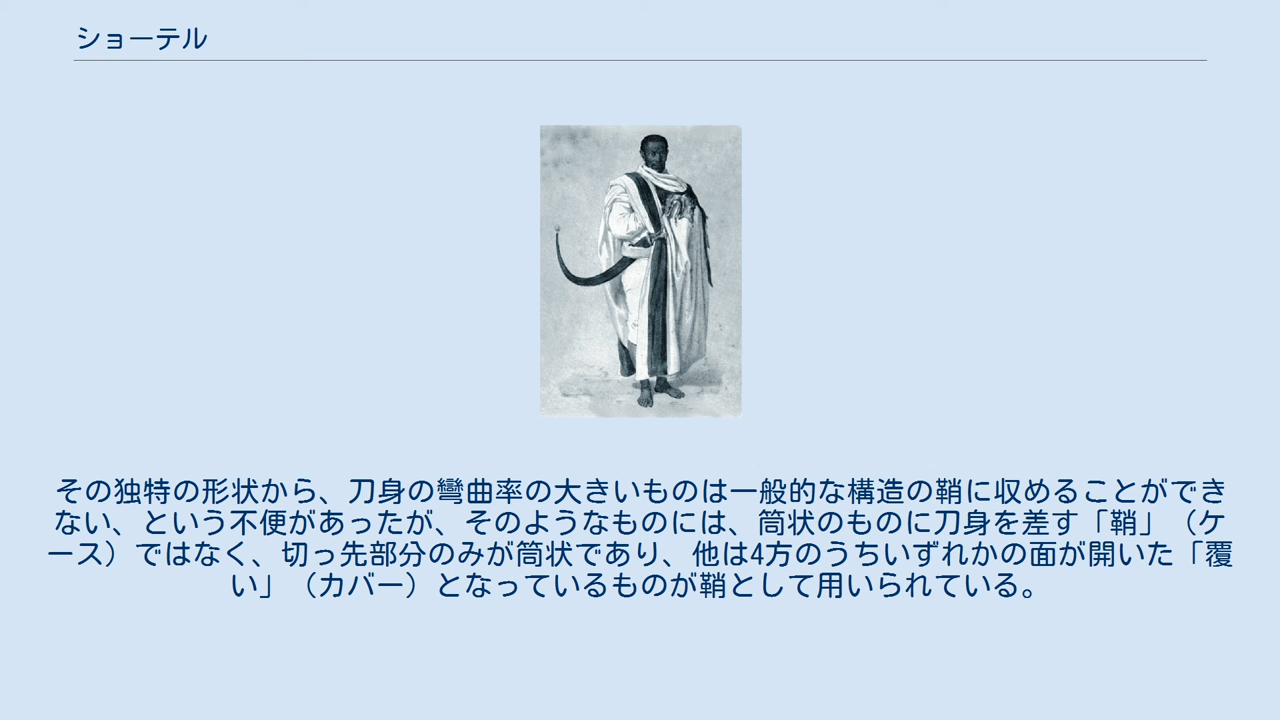 ショーテル
その独特の形状から、刀身の彎曲率の大きいものは一般的な構造の鞘に収めることができ
ない、という不便があったが、そのようなものには、筒状のものに刀身を差す「鞘」（ケ
ース）ではなく、切っ先部分のみが筒状であり、他は4方のうちいずれかの面が開いた「覆
い」（カバー）となっているものが鞘として用いられている。